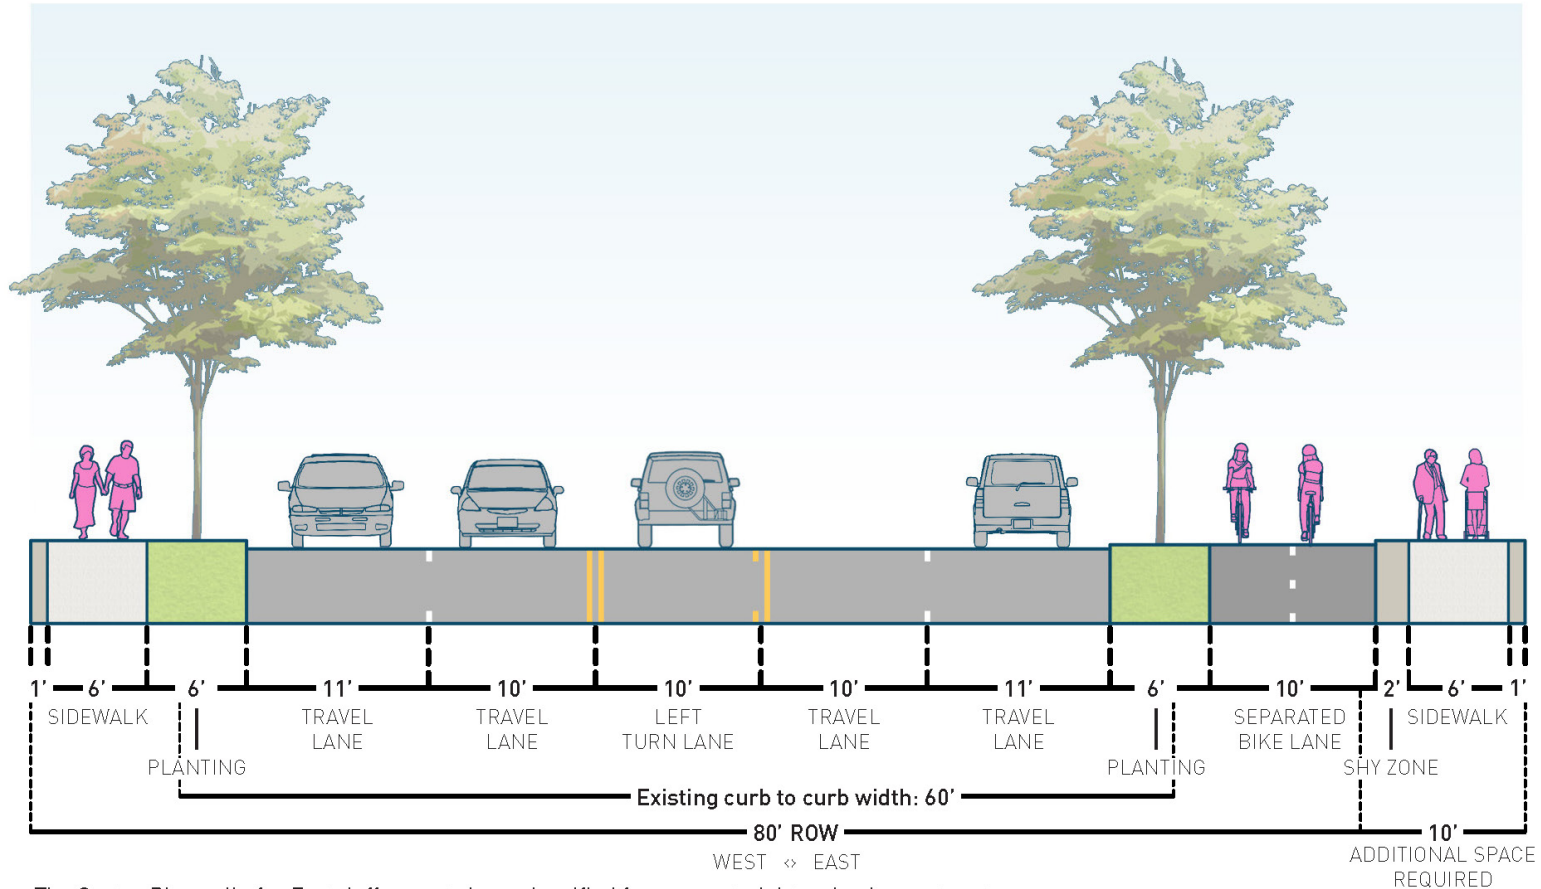 1' 6' 6' 11' 10' 10' 10' 11' 6' 10' 2' 6' 1'
SIDEWALK
PLANTING
TRAVEL
LANE
TRAVEL
LANE
LEFT
TURN LANE
TRAVEL
LANE
TRAVEL
LANE
PLANTING
SEPARATED
BIKE LANE
SHY ZONE
SIDEWALK
Existing curb to curb width: 60'
80' ROW
10'
WEST <> EAST
ADDITIONAL SPACE
REQUIRED